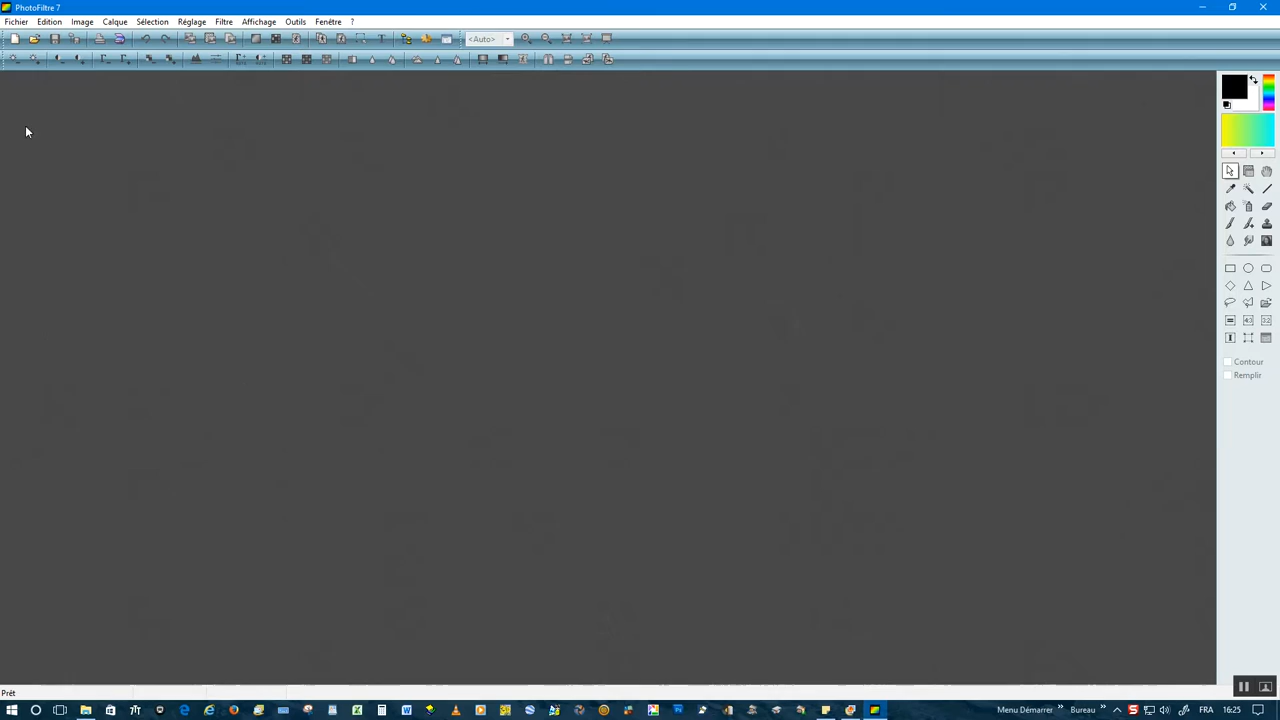 PhotoFiltre 7
Fichier Edition Image Calque Sélection Réglage Filtre Affichage Outils Fenêtre ?
<Auto>
Contour
Remplir
Prêt
Menu Démarrer Bureau FRA 16:25